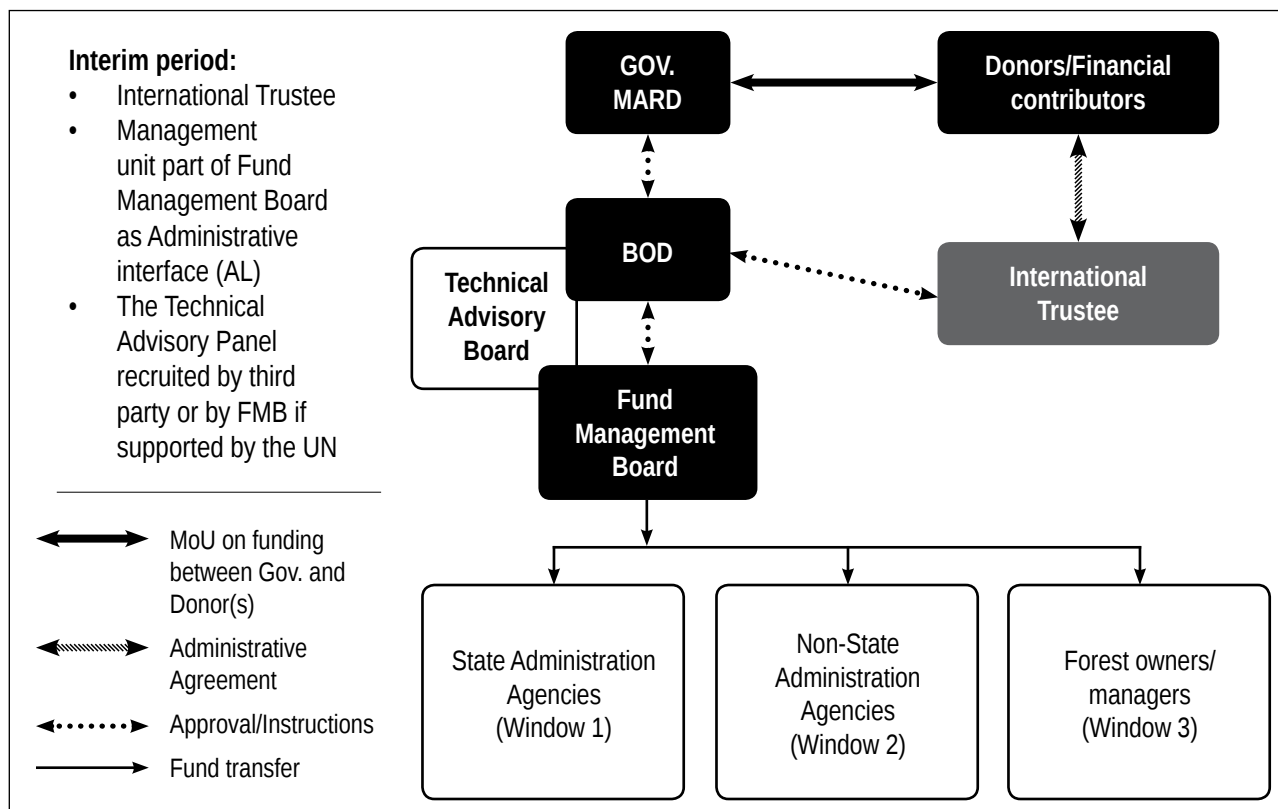 Interim period:
• International Trustee
• Management
unit part of Fund
Management Board
as Administrative
interface (AL)
• The Technical
Advisory Panel
recruited by third
party or by FMB if
supported by the UN
MoU on funding
between Gov. and
Donor(s)
Administrative
Agreement
Approval/Instructions
Fund transfer
GOV.
MARD
Donors/Financial
contributors
BOD
Technical
Advisory
Board
International
Trustee
Fund
Management
Board
State Administration
Agencies
(Window 1)
Non-State
Administration
Agencies
(Window 2)
Forest owners/
managers
(Window 3)